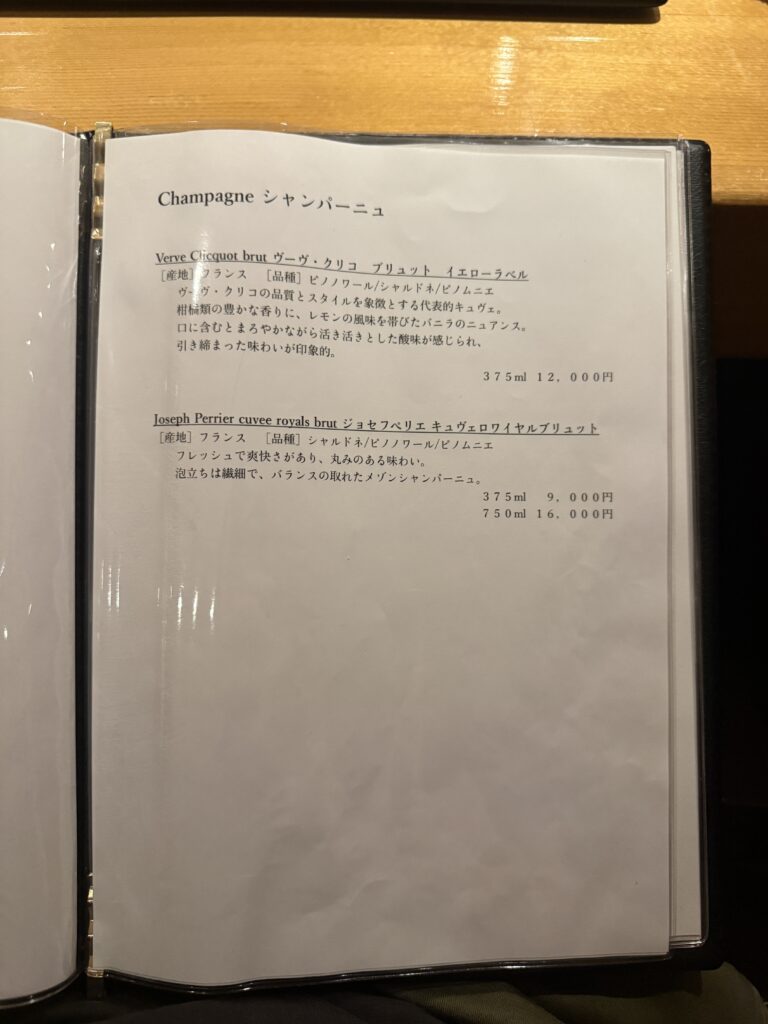 Champagne シャンパーニュ
Verve Clicquot brut ヴーヴ・クリコ　ブリュット　イエローラベル
［産地］フランス　［品種］ピノノワール/シャルドネ/ピノムニエ
ヴーヴ・クリコの品質とスタイルを象徴とする代表的キュヴェ。
柑橘類の豊かな香りに、レモンの風味を帯びたバニラのニュアンス。
口に含むとまろやかながら活き活きとした酸味が感じられ、
引き締まった味わいが印象的。
375㎖ 12，000円
Joseph Perrier cuvee royals brut ジョセフペリエ キュヴェロワイヤルブリュット
［産地］フランス　［品種］シャルドネ/ピノノワール/ピノムニエ
フレッシュで爽快さがあり、丸みのある味わい。
泡立ちは繊細で、バランスの取れたメゾンシャンパーニュ。
375㎖ 9，000円
750㎖ 16，000円